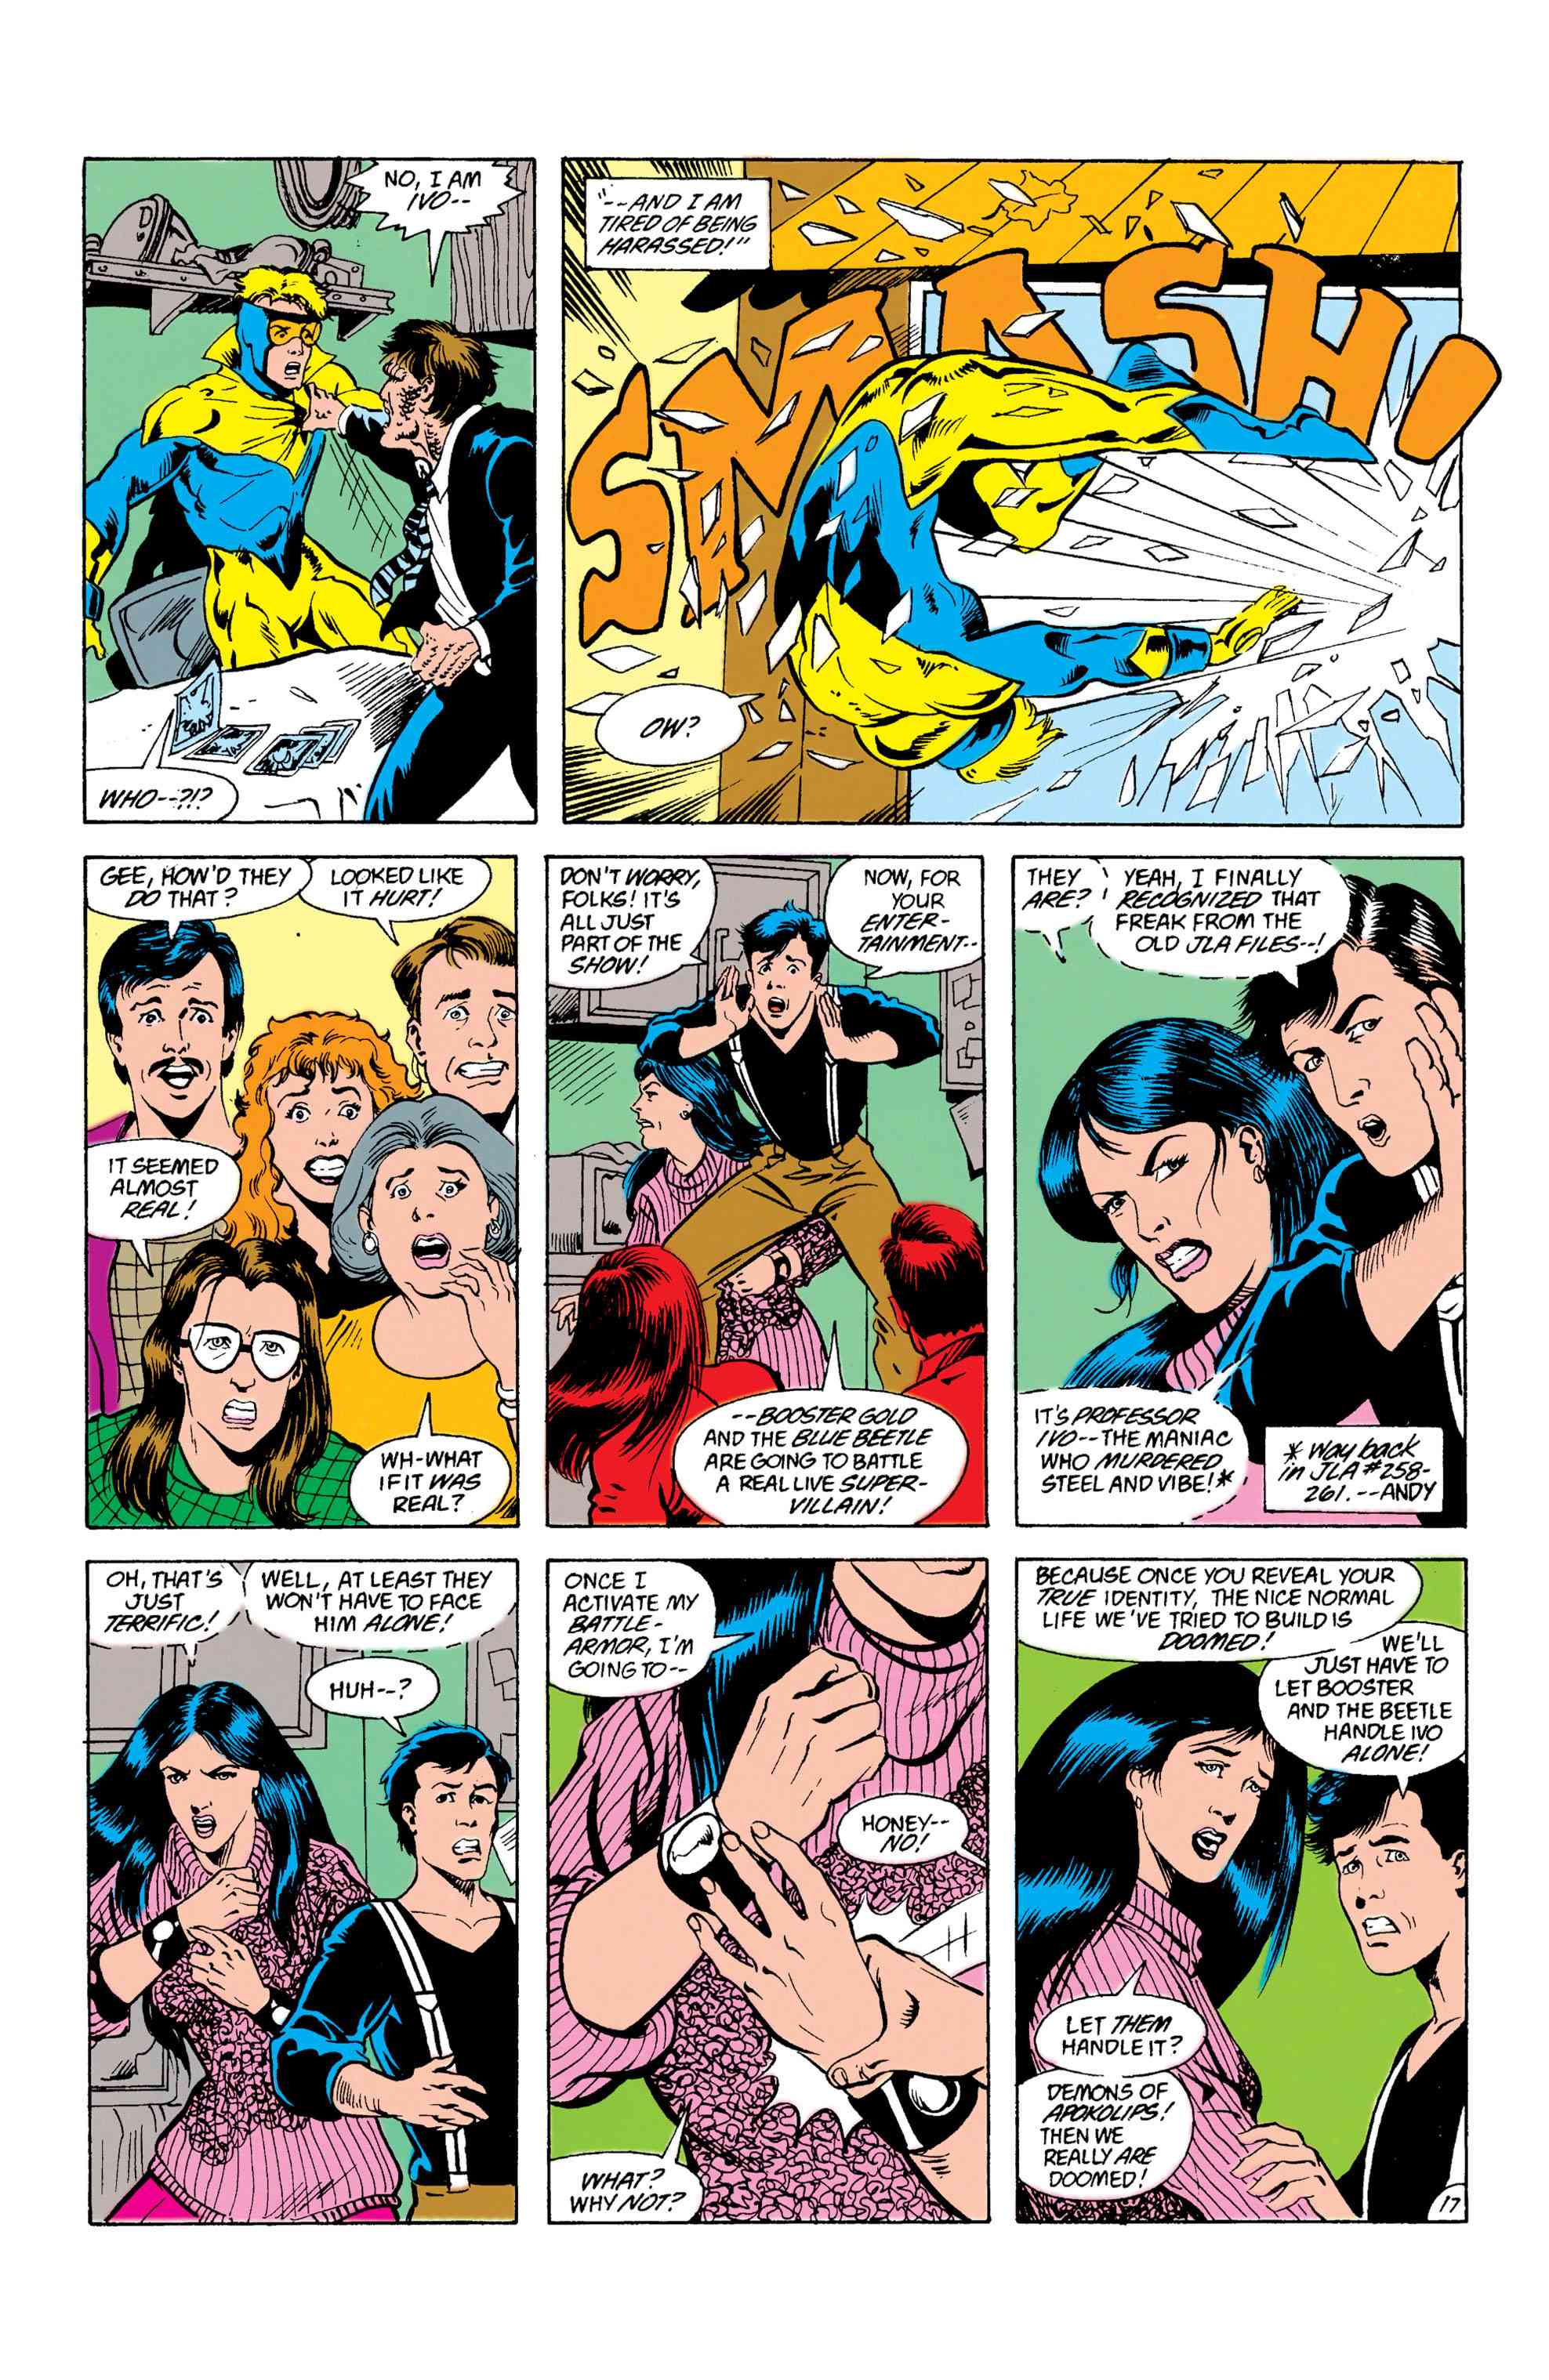 NO, I AM
IVO--
WHO--?!?
"--AND I AM
TIRED OF BEING
HARASSED!"
SMASH!
OW?
GEE, HOW'D THEY
DO THAT?
LOOKED LIKE
IT HURT!
IT SEEMED
ALMOST
REAL!
WH-WHAT
IF IT WAS
REAL?
DON'T WORRY,
FOLKS! IT'S
ALL JUST
PART OF THE
SHOW!
NOW, FOR
YOUR
ENTER-
TAINMENT--
--BOOSTER GOLD
AND THE BLUE BEETLE
ARE GOING TO BATTLE
A REAL LIVE SUPER-
VILLAIN!
THEY
ARE?
YEAH, I FINALLY
RECOGNIZED THAT
FREAK FROM THE
OLD JLA FILES--!
IT'S PROFESSOR
IVO--THE MANIAC
WHO MURDERED
STEEL AND VIBE!*
* Way back
in JLA #258-
261.--ANDY
OH, THAT'S
JUST
TERRIFIC!
WELL, AT LEAST THEY
WON'T HAVE TO FACE
HIM ALONE!
HUH--?
ONCE I
ACTIVATE MY
BATTLE-
ARMOR, I'M
GOING TO--
HONEY--
NO!
WHAT?
WHY NOT?
BECAUSE ONCE YOU REVEAL YOUR
TRUE IDENTITY, THE NICE NORMAL
LIFE WE'VE TRIED TO BUILD IS
DOOMED!
WE'LL
JUST HAVE TO
LET BOOSTER
AND THE BEETLE
HANDLE IVO
ALONE!
LET THEM
HANDLE IT?
DEMONS OF
APOKOLIPS!
THEN WE
REALLY ARE
DOOMED!
17